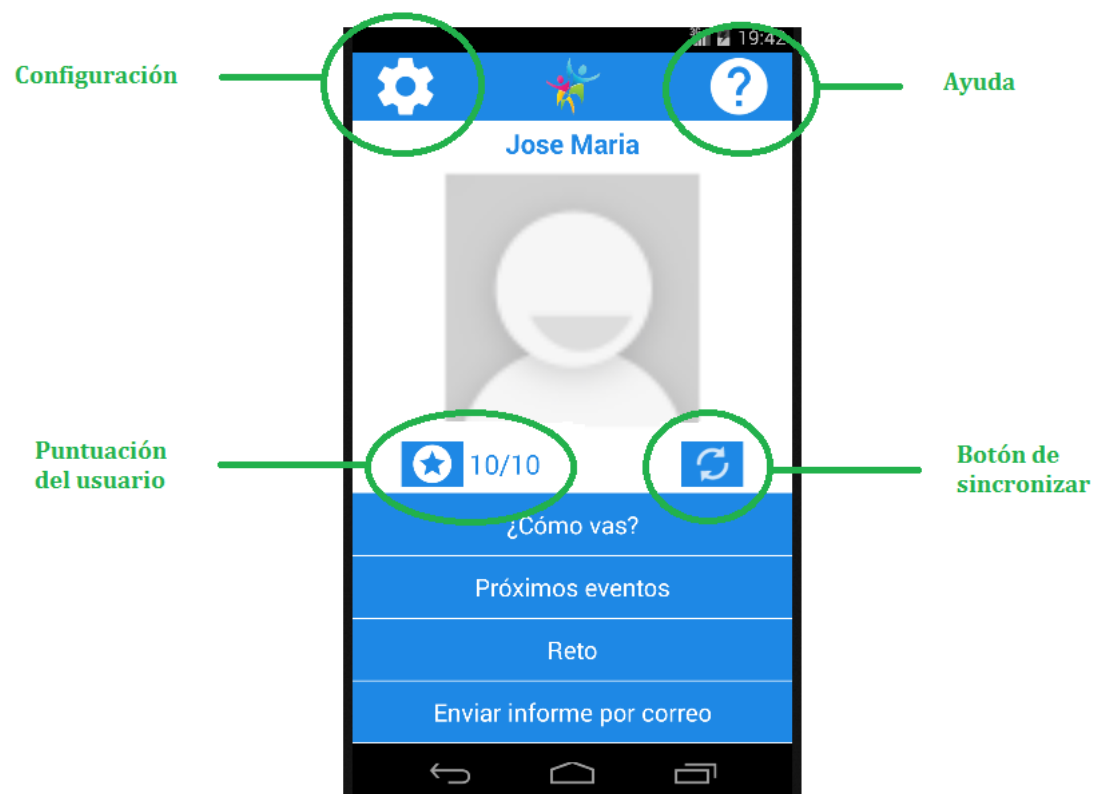 3G 19:42
Configuración
?
Ayuda
Jose Maria
Puntuación
del usuario
10/10
Botón de
sincronizar
¿Cómo vas?
Próximos eventos
Reto
Enviar informe por correo